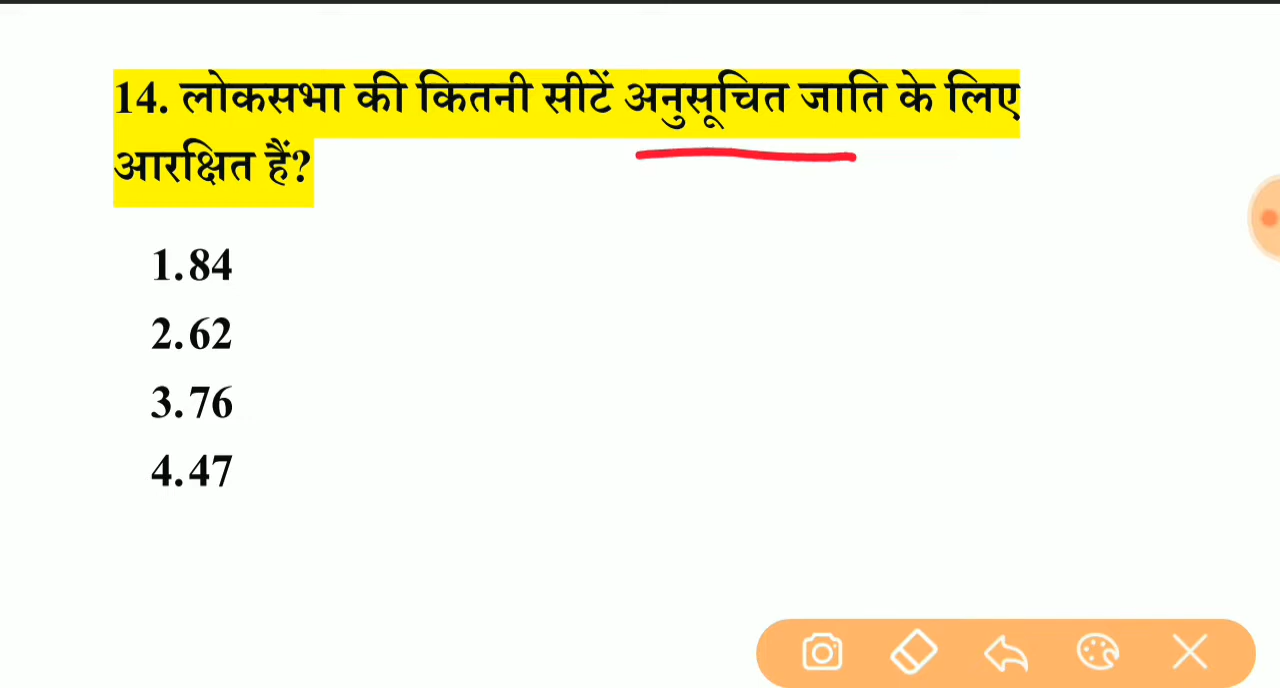 14. लोकसभा की कितनी सीटें अनुसूचित जाति के लिए
आरक्षित हैं?
1.84
2.62
3.76
4.47